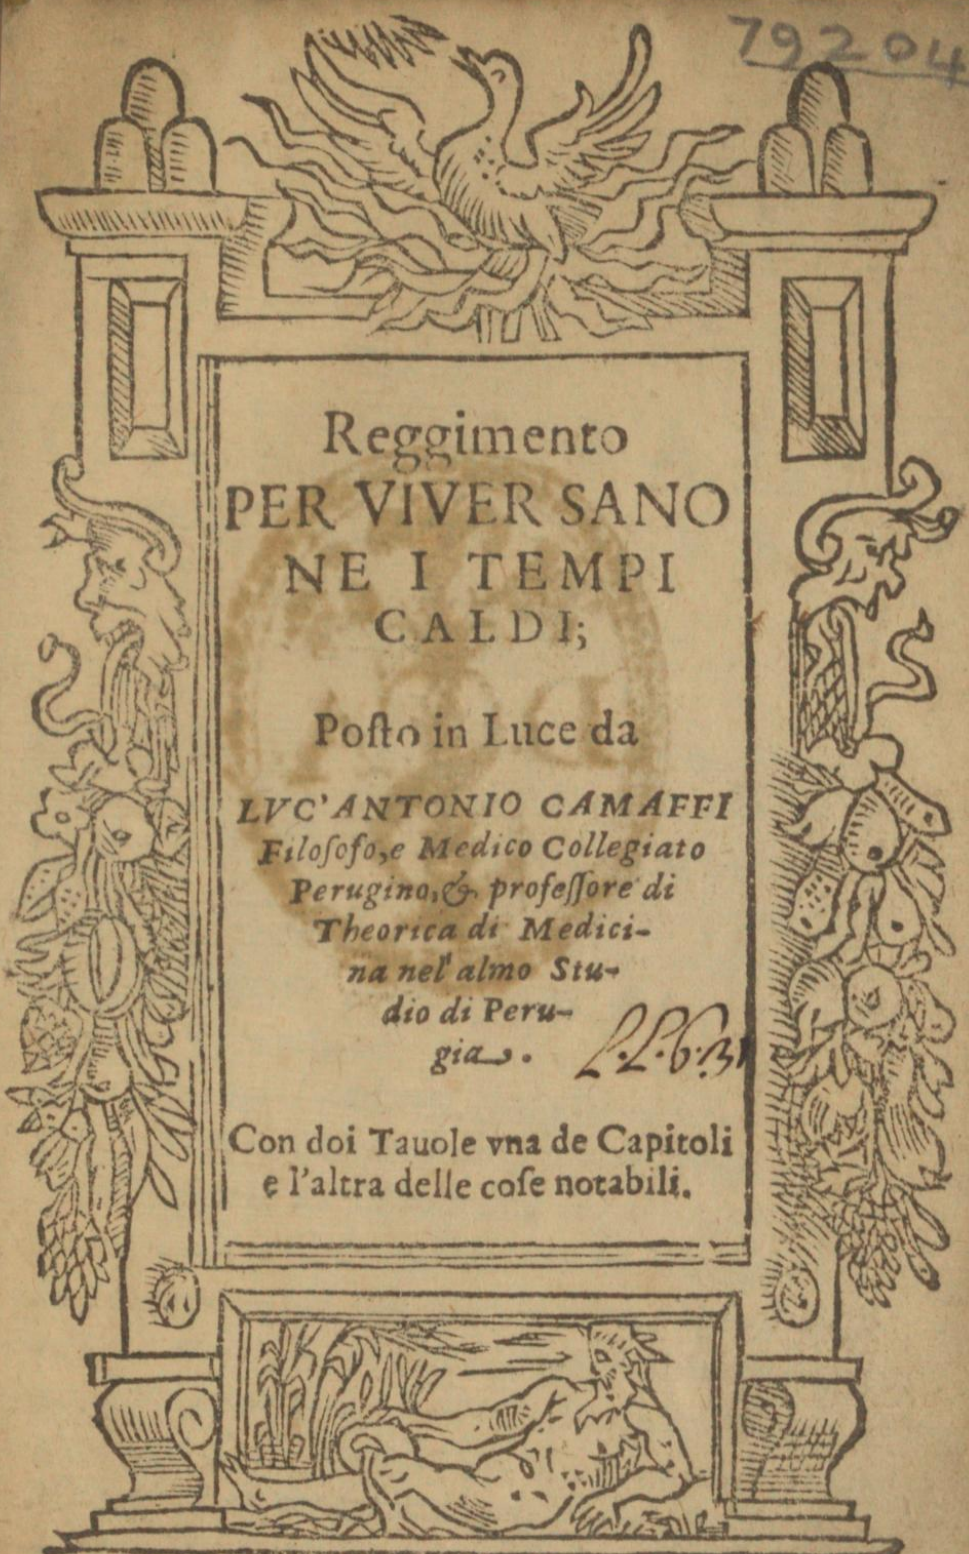 79204
Reggimento
PER VIVER SANO
NE I TEMPI
CALDI;
Poſto in Luce da
LVC'ANTONIO CAMAFFI
Filoſofo,e Medico Collegiato
Perugino,& profeſſore di
Theorica di Medici-
na nel' almo Stu-
dio di Peru-
gia.
Con doi Tauole vna de Capitoli
e l'altra delle coſe notabili.